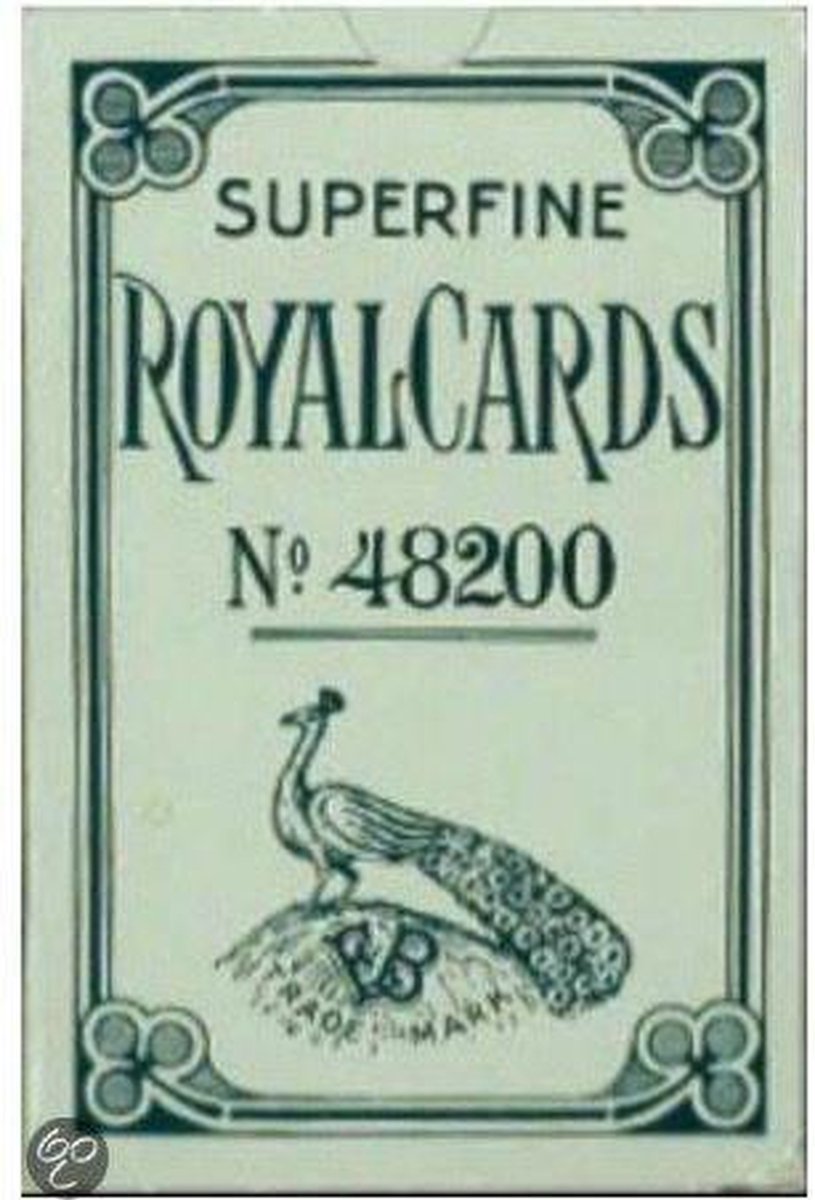 SUPERFINE
ROYAL CARDS
Nº 48200
TRADE MARK